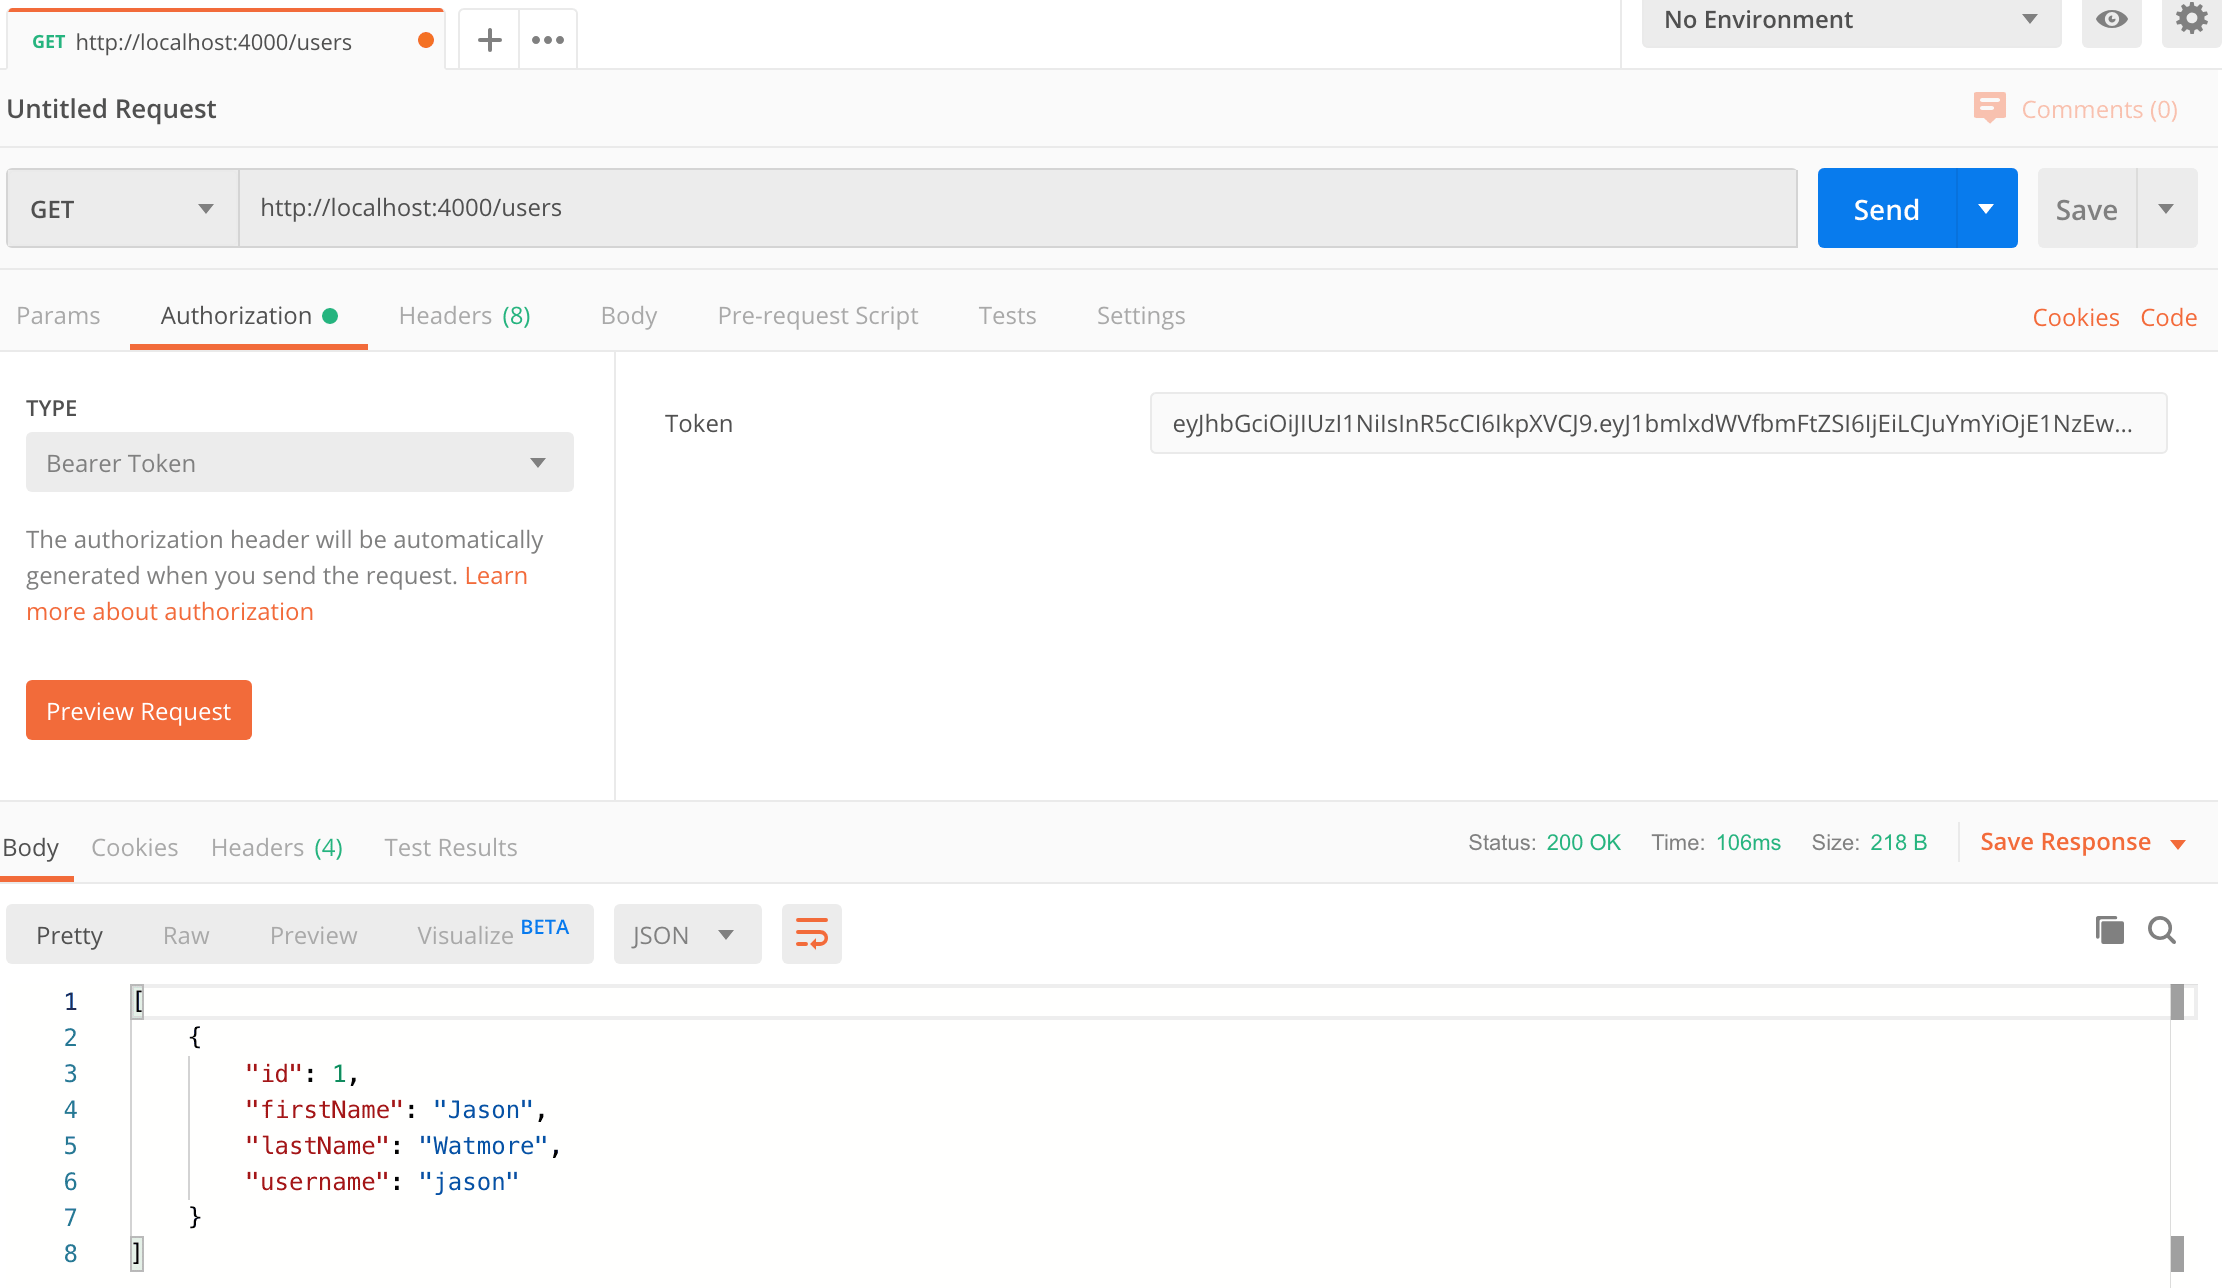 GET http://localhost:4000/users
No Environment
Untitled Request
Comments (0)
GET http://localhost:4000/users Send Save
Params Authorization Headers (8) Body Pre-request Script Tests Settings Cookies Code
TYPE
Bearer Token
The authorization header will be automatically
generated when you send the request. Learn
more about authorization
Preview Request
Token eyJhbGciOiJIUzI1NiIsInR5cCI6IkpXVCJ9.eyJ1bmlxdWVfbmFtZSI6IjEiLCJuYmYiOjE1NzEw...
Body Cookies Headers (4) Test Results Status: 200 OK Time: 106ms Size: 218 B Save Response
Pretty Raw Preview Visualize BETA JSON
1 [
2 {
3 "id": 1,
4 "firstName": "Jason",
5 "lastName": "Watmore",
6 "username": "jason"
7 }
8 ]